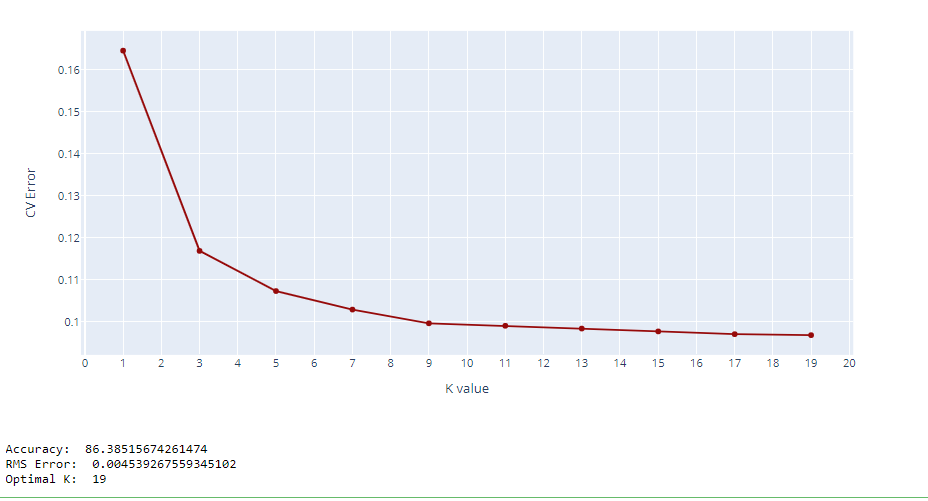 0.16
0.15
0.14
0.13
0.12
0.11
0.1
CV Error
0 1 2 3 4 5 6 7 8 9 10 11 12 13 14 15 16 17 18 19 20
K value
Accuracy:  86.38515674261474
RMS Error:  0.004539267559345102
Optimal K:  19